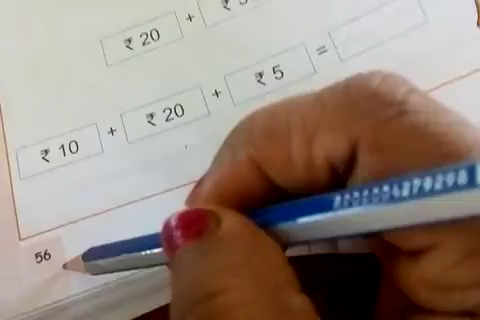 ₹ 20 +
₹ 10 + ₹ 20 + ₹ 5 =
56